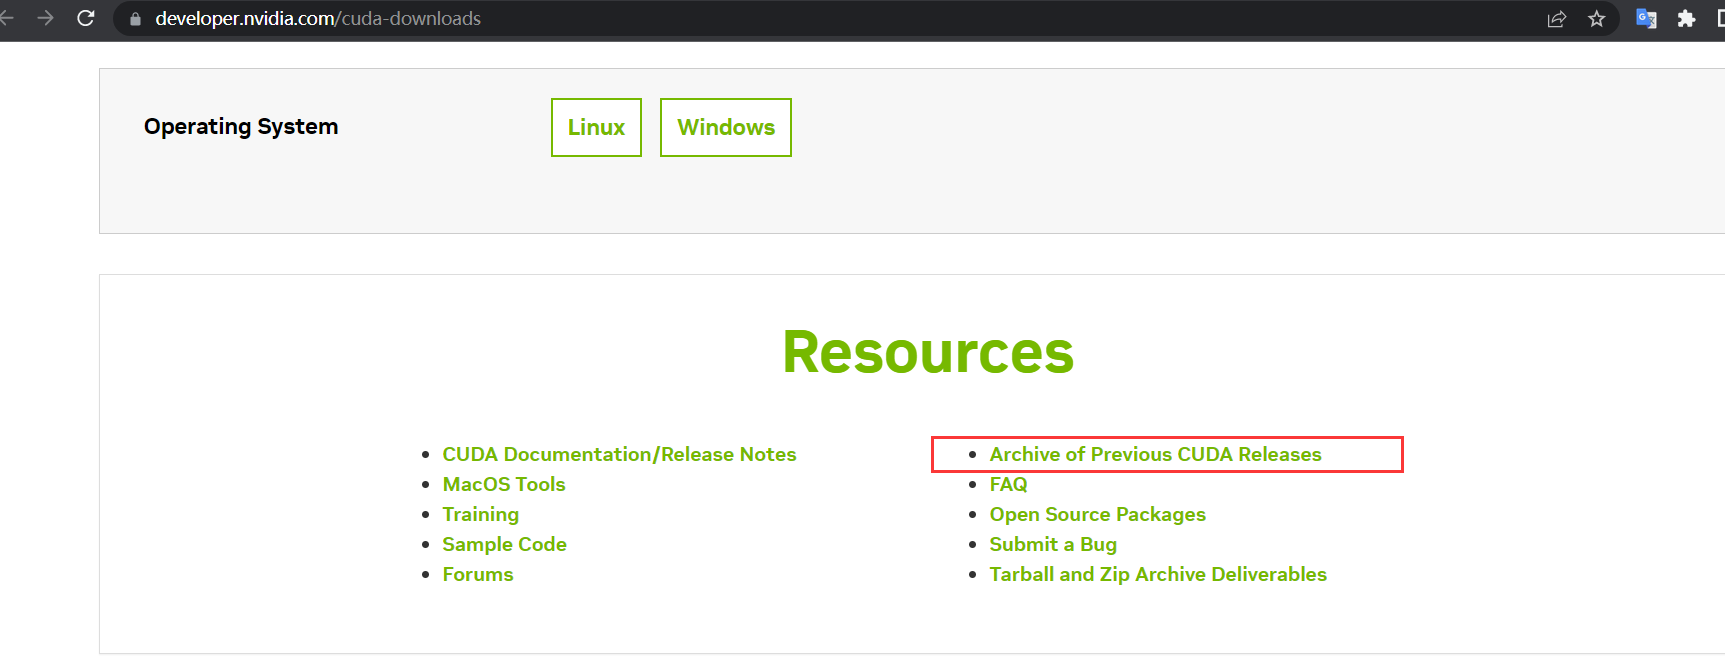 developer.nvidia.com/cuda-downloads
Operating System
Linux
Windows
Resources
CUDA Documentation/Release Notes
MacOS Tools
Training
Sample Code
Forums
Archive of Previous CUDA Releases
FAQ
Open Source Packages
Submit a Bug
Tarball and Zip Archive Deliverables